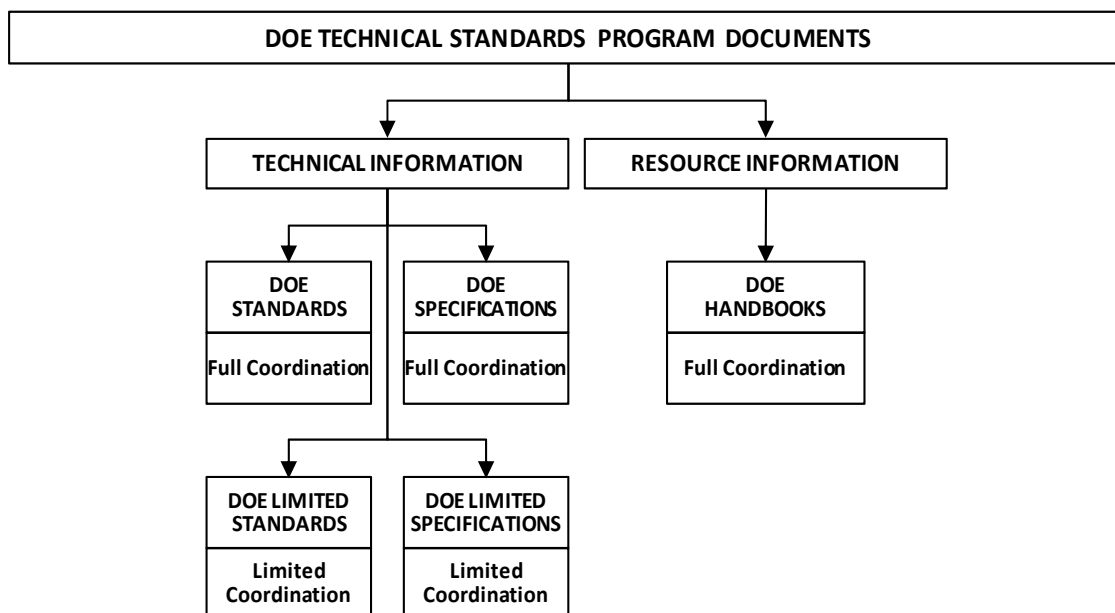 DOE TECHNICAL STANDARDS PROGRAM DOCUMENTS
TECHNICAL INFORMATION
RESOURCE INFORMATION
DOE
STANDARDS
Full Coordination
DOE
SPECIFICATIONS
Full Coordination
DOE
HANDBOOKS
Full Coordination
DOE LIMITED
STANDARDS
Limited
Coordination
DOE LIMITED
SPECIFICATIONS
Limited
Coordination